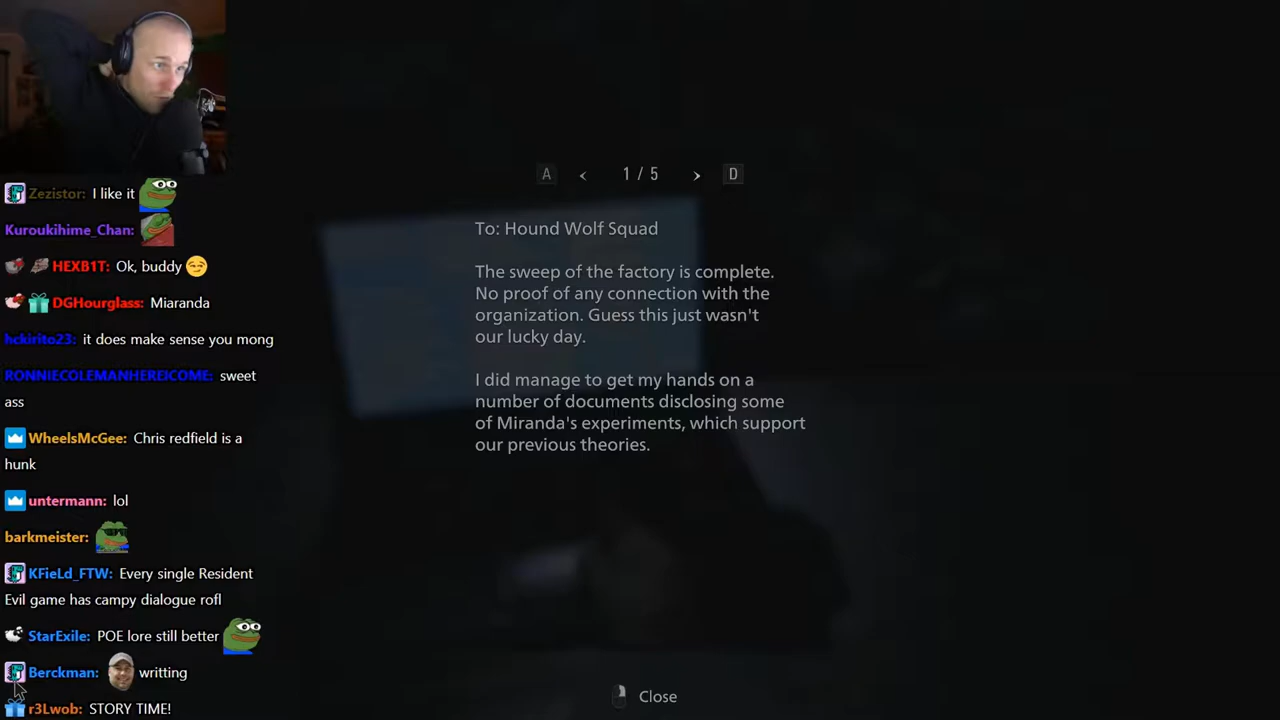 Zezistor: I like it
Kuroukihime_Chan:
HEXB1T: Ok, buddy
DGHourglass: Miaranda
hckirito23: it does make sense you mong
RONNIECOLEMANHEREICOME: sweet
ass
WheelsMcGee: Chris redfield is a
hunk
untermann: lol
barkmeister:
KFieLd_FTW: Every single Resident
Evil game has campy dialogue rofl
StarExile: POE lore still better
Berckman: writting
r3Lwob: STORY TIME!
A < 1 / 5 > D
To: Hound Wolf Squad
The sweep of the factory is complete.
No proof of any connection with the
organization. Guess this just wasn't
our lucky day.
I did manage to get my hands on a
number of documents disclosing some
of Miranda's experiments, which support
our previous theories.
Close